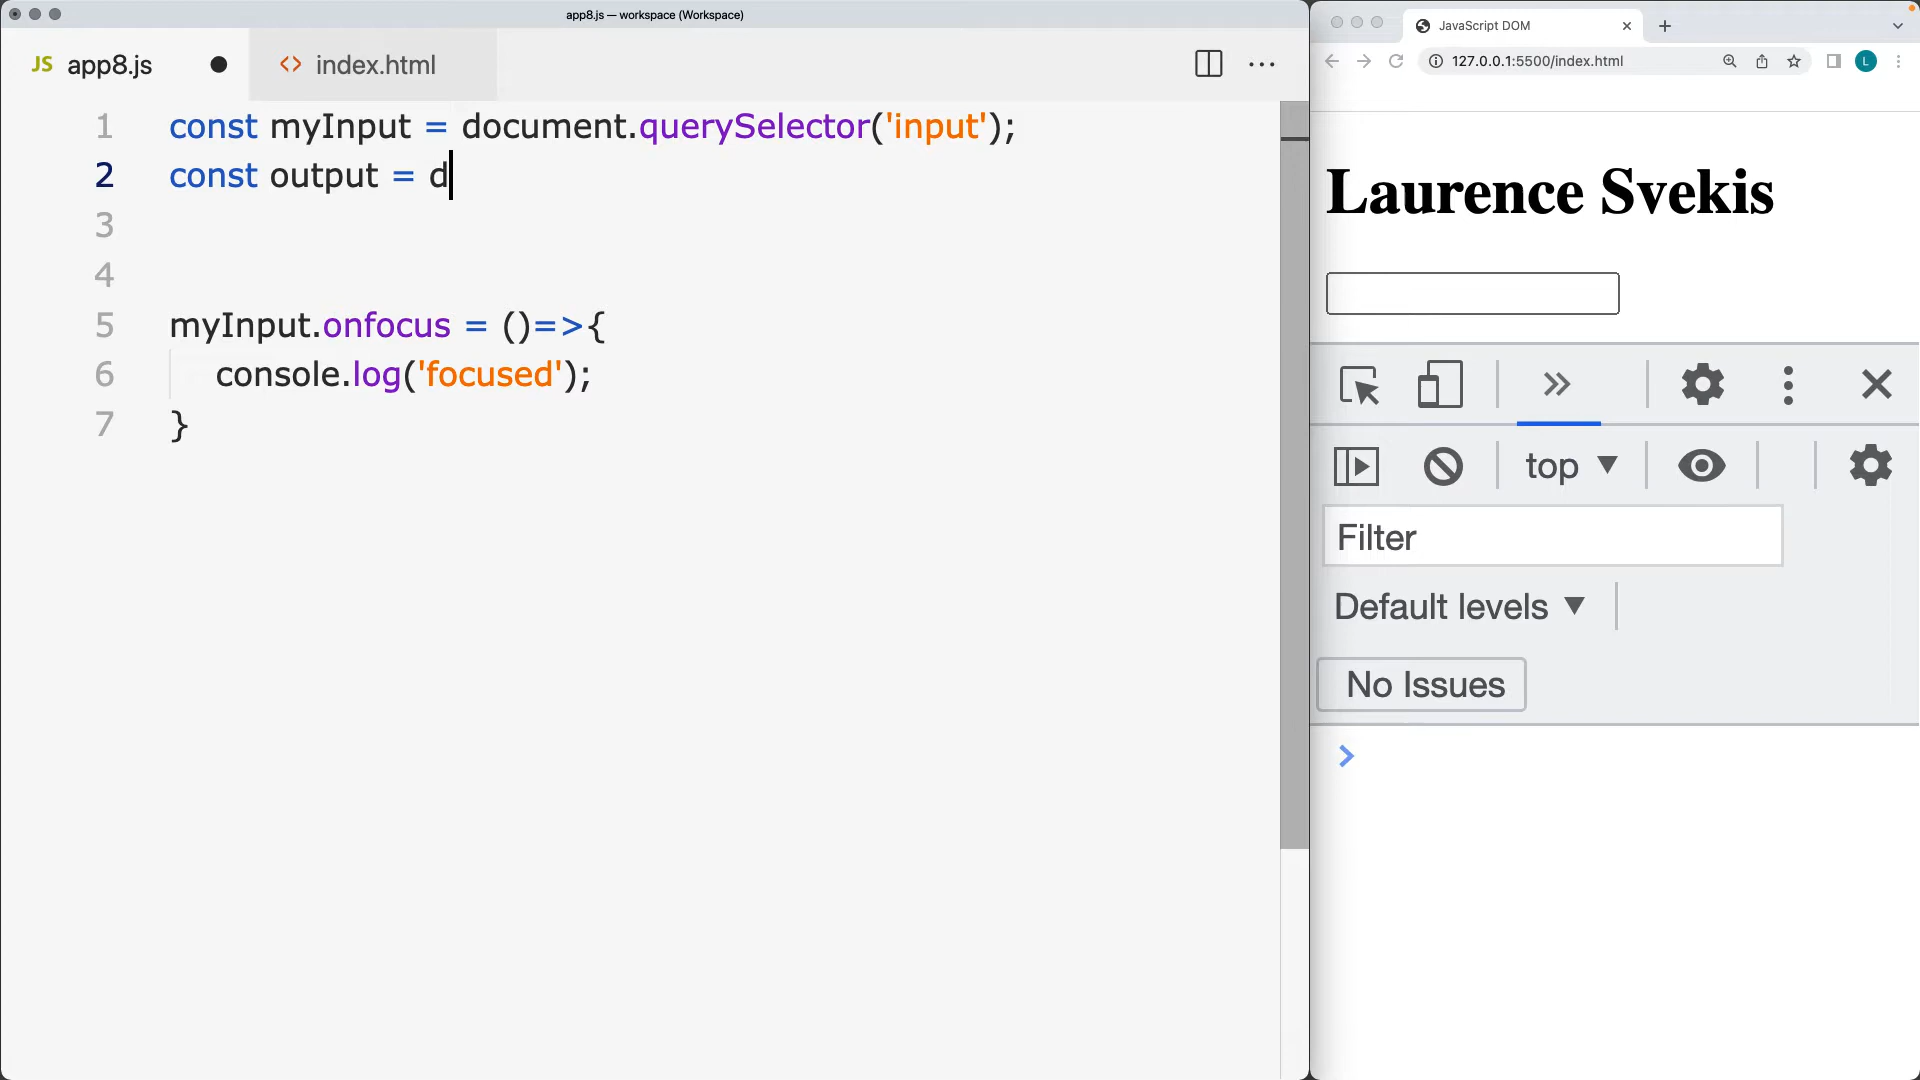 app8.js — workspace (Workspace)
JS app8.js
<> index.html
1 const myInput = document.querySelector('input');
2 const output = d
3
4
5 myInput.onfocus = ()=>{
6 console.log('focused');
7 }
JavaScript DOM
127.0.0.1:5500/index.html
L
Laurence Svekis
top
Filter
Default levels
No Issues